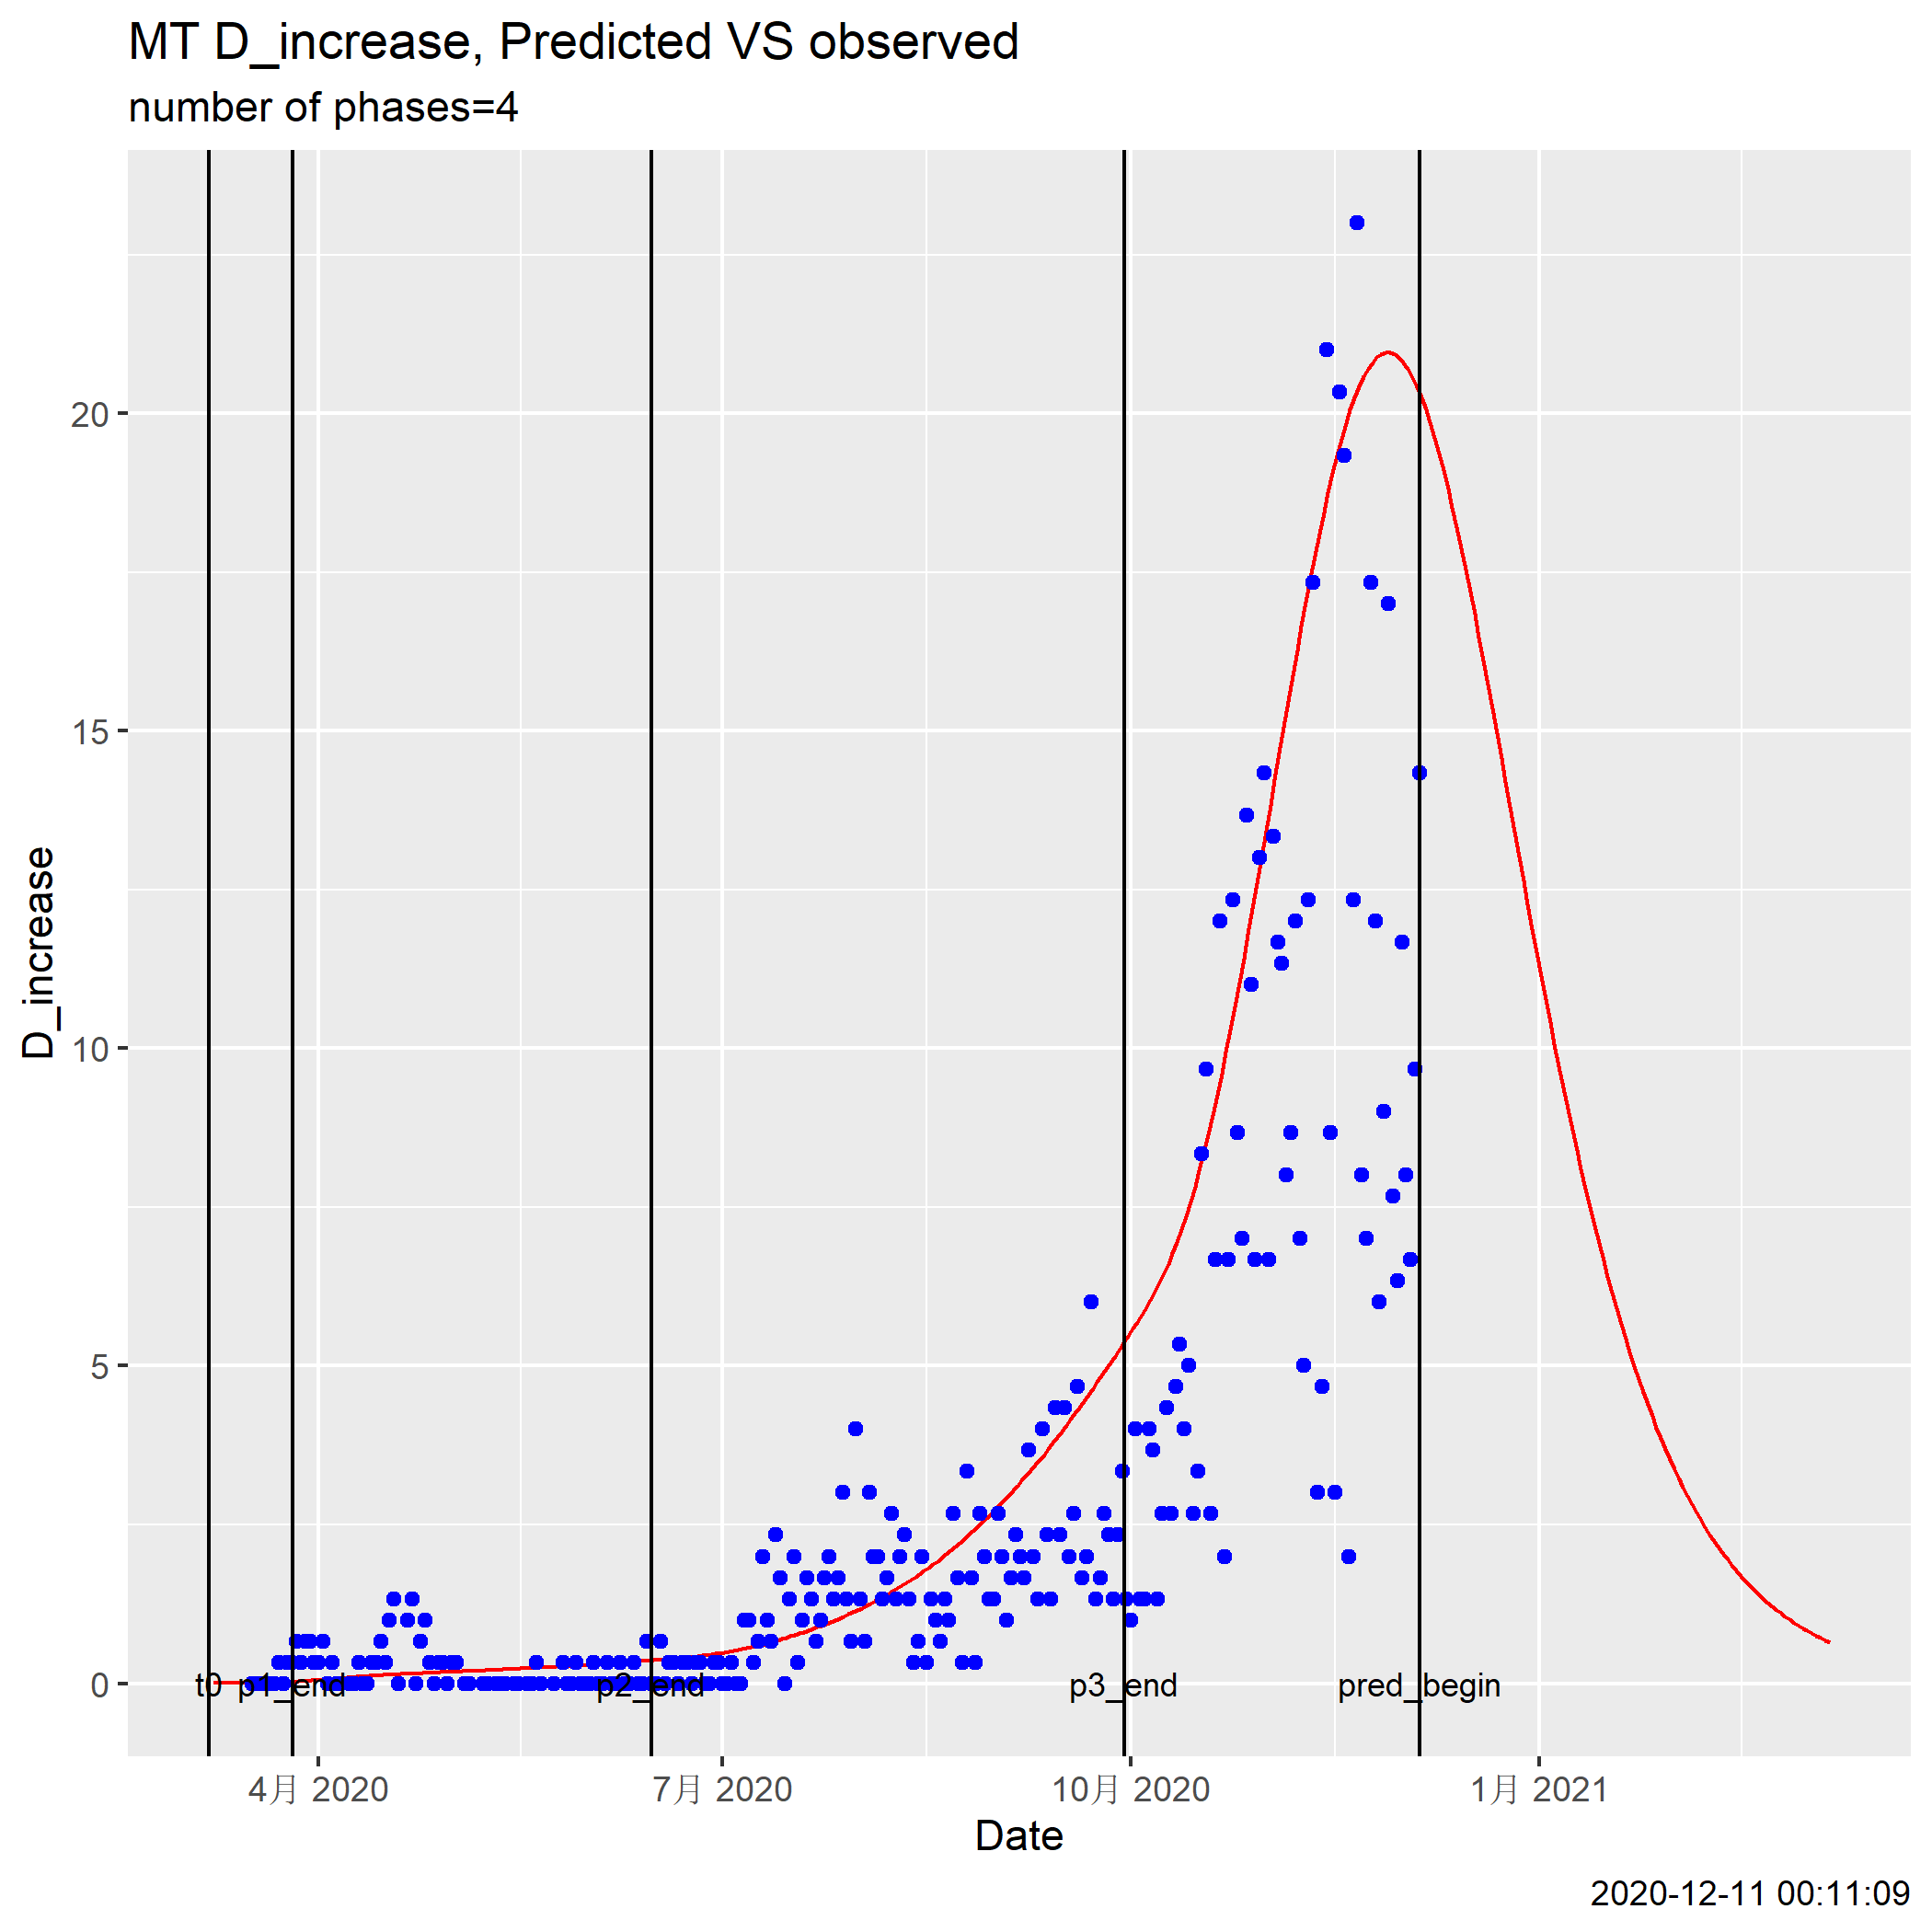 MT D_increase, Predicted VS observed
number of phases=4
D_increase
20
15
10
5
0
t0 p1_end p2_end p3_end pred_begin
4月 2020 7月 2020 10月 2020 1月 2021
Date
2020-12-11 00:11:09